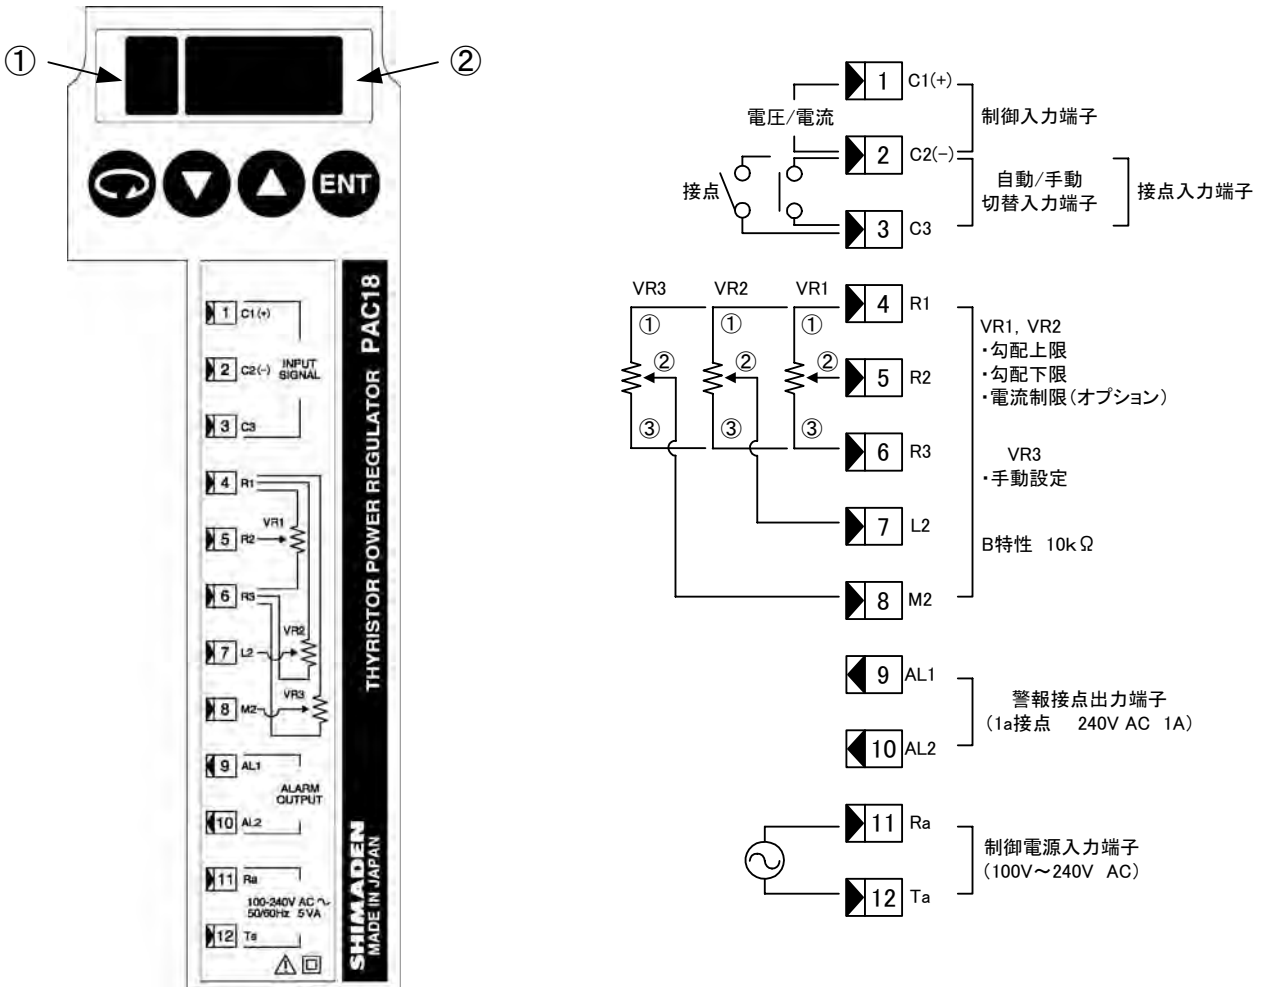 ①
②
ENT
1 C1(+)
2 C2(-)
INPUT
SIGNAL
3 C3
4 R1
VR1
5 R2
6 R3
VR2
7 L2
VR3
8 M2
9 AL1
ALARM
OUTPUT
10 AL2
11 Ra
100-240V AC ~
50/60Hz 5VA
12 Ta
THYRISTOR POWER REGULATOR PAC18
SHIMADEN
MADE IN JAPAN
1 C1(+)
電圧/電流
制御入力端子
2 C2(-)
接点
自動/手動
切替入力端子
接点入力端子
3 C3
VR3 VR2 VR1
4 R1
① ① ①
VR1, VR2
・勾配上限
② ② ②
5 R2
・勾配下限
・電流制限(オプション)
③ ③ ③
6 R3
VR3
・手動設定
7 L2
B特性 10kΩ
8 M2
9 AL1
警報接点出力端子
(1a接点 240V AC 1A)
10 AL2
11 Ra
制御電源入力端子
(100V~240V AC)
12 Ta